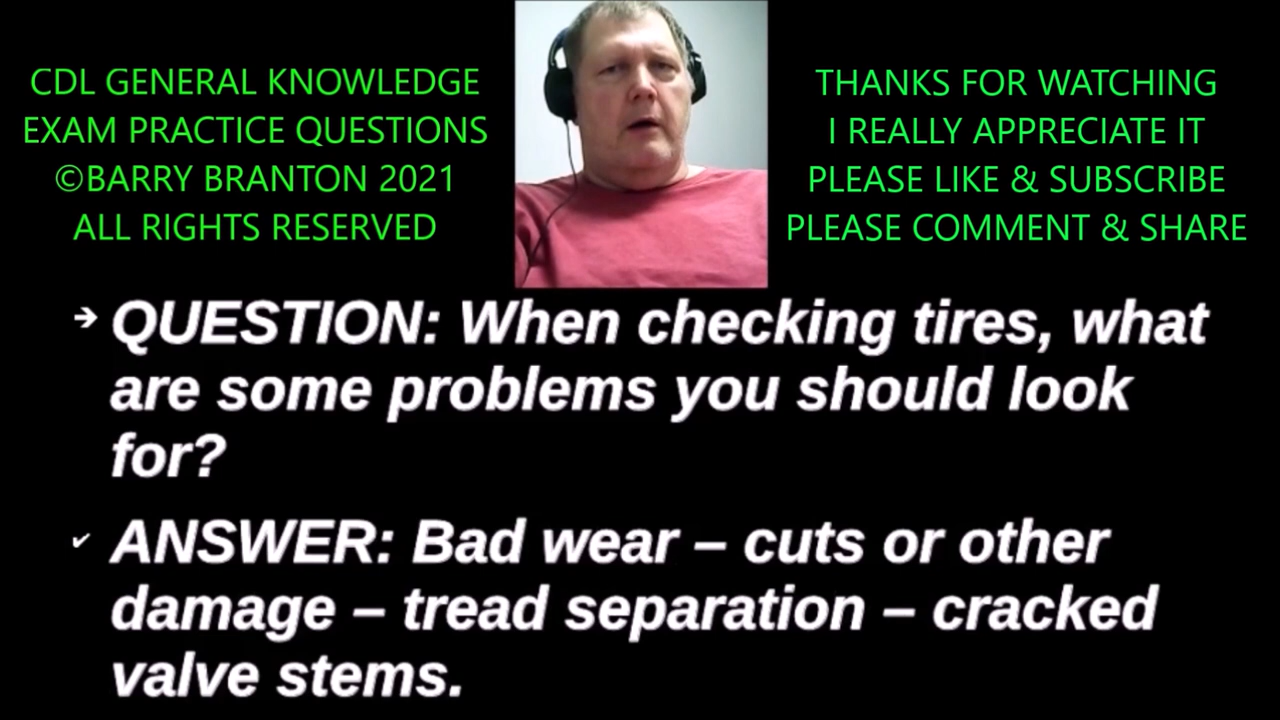 CDL GENERAL KNOWLEDGE
EXAM PRACTICE QUESTIONS
©BARRY BRANTON 2021
ALL RIGHTS RESERVED
THANKS FOR WATCHING
I REALLY APPRECIATE IT
PLEASE LIKE & SUBSCRIBE
PLEASE COMMENT & SHARE
➔ QUESTION: When checking tires, what
are some problems you should look
for?
✔ ANSWER: Bad wear – cuts or other
damage – tread separation – cracked
valve stems.